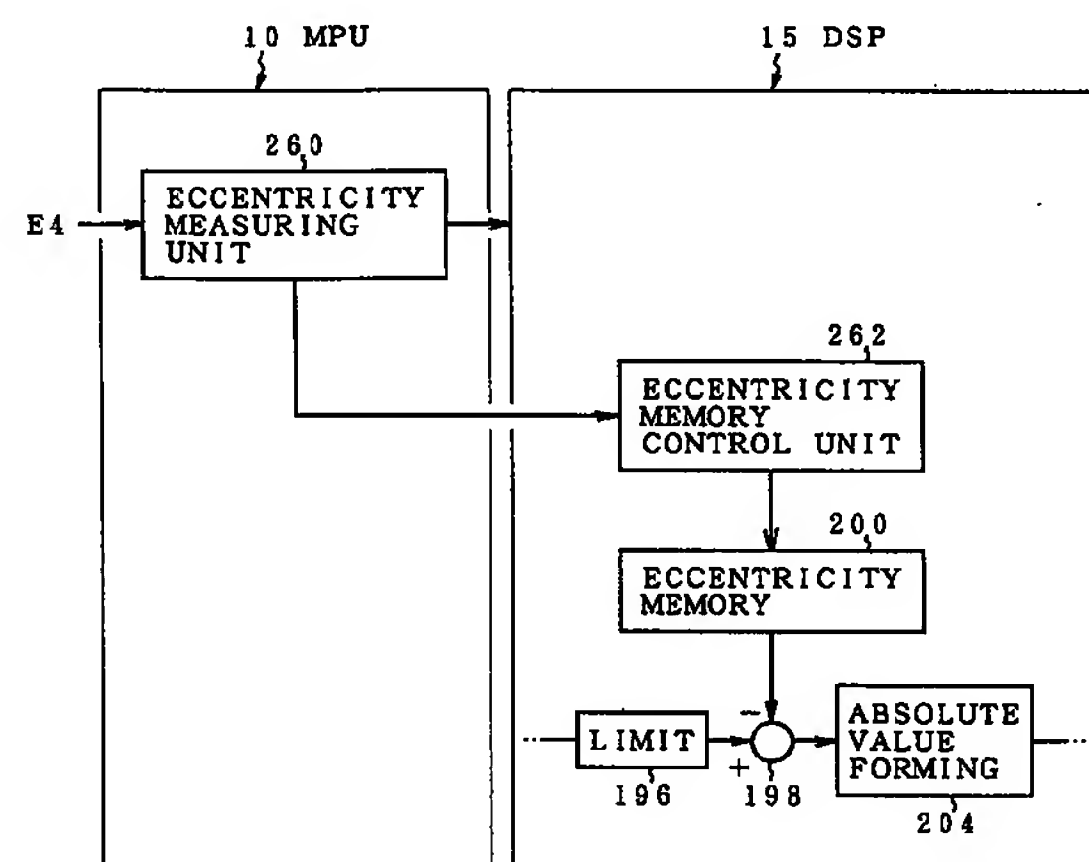 10 MPU
15 DSP
260
ECCENTRICITY
MEASURING
UNIT
E4
262
ECCENTRICITY
MEMORY
CONTROL UNIT
200
ECCENTRICITY
MEMORY
−
LIMIT
+
196
198
ABSOLUTE
VALUE
FORMING
204